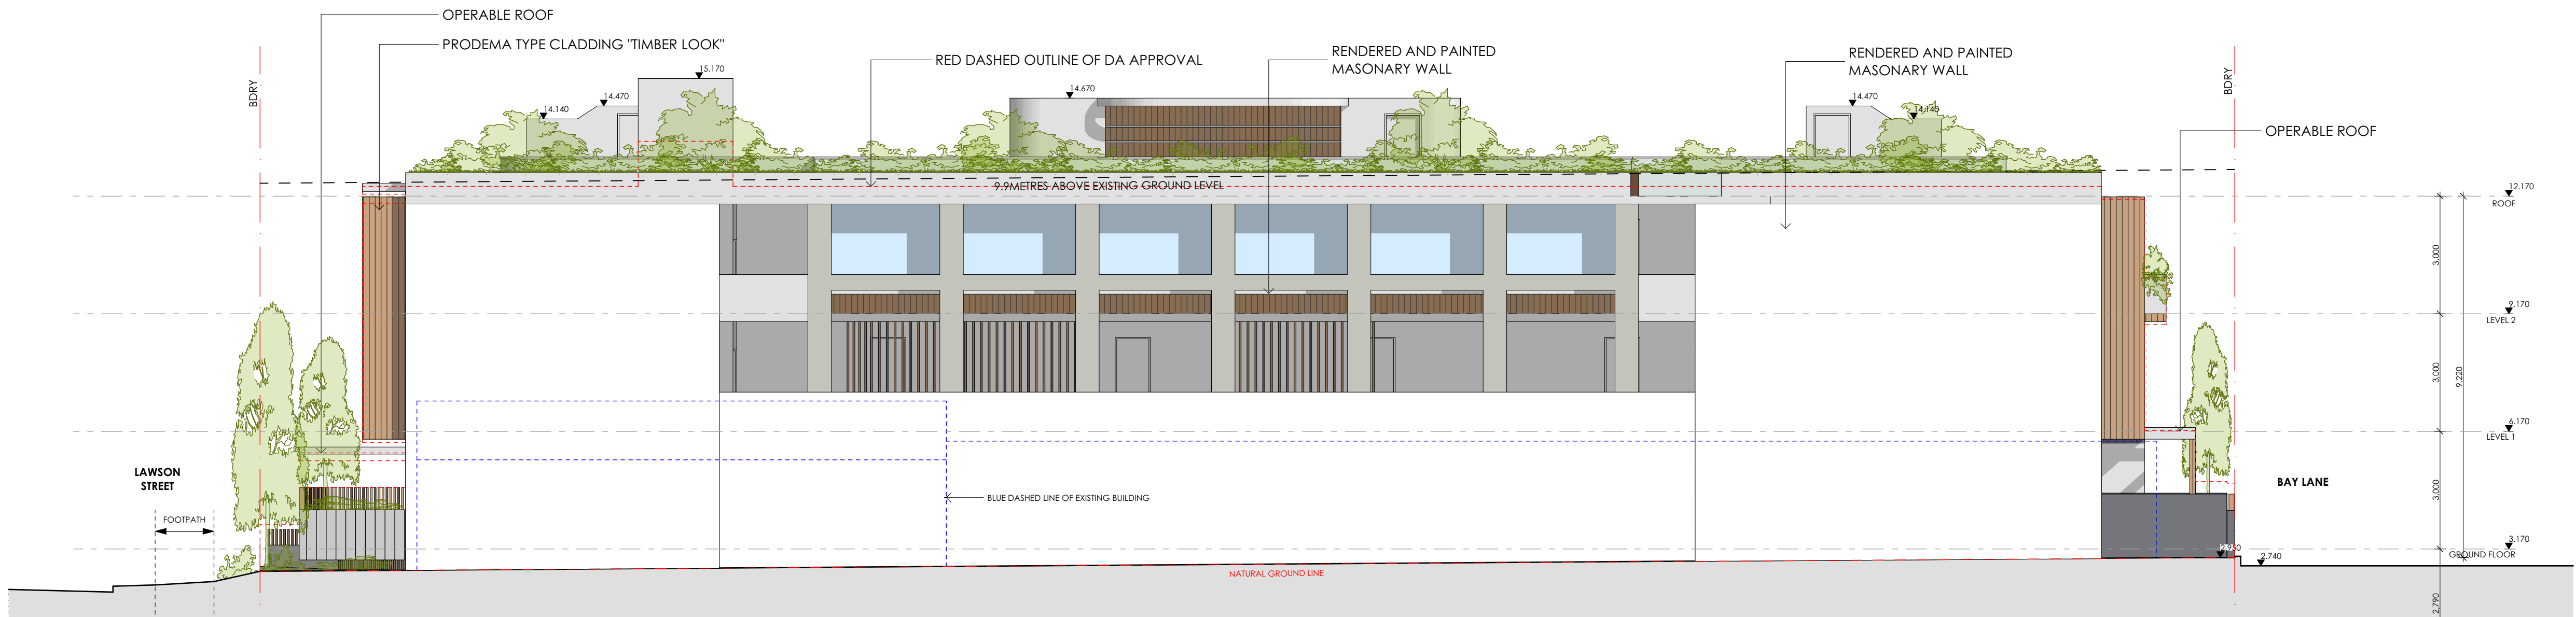 OPERABLE ROOF
PRODEMA TYPE CLADDING "TIMBER LOOK"
RED DASHED OUTLINE OF DA APPROVAL
RENDERED AND PAINTED
MASONARY WALL
RENDERED AND PAINTED
MASONARY WALL
BDRY
BDRY
15.170
14.470
14.140
14.670
14.470
14.140
OPERABLE ROOF
9.9METRES ABOVE EXISTING GROUND LEVEL
12.170
ROOF
3,000
9.170
LEVEL 2
3,000
9,220
6.170
LEVEL 1
3,000
LAWSON
STREET
BAY LANE
BLUE DASHED LINE OF EXISTING BUILDING
FOOTPATH
3.170
GROUND FLOOR
2.950
2.740
NATURAL GROUND LINE
2,790